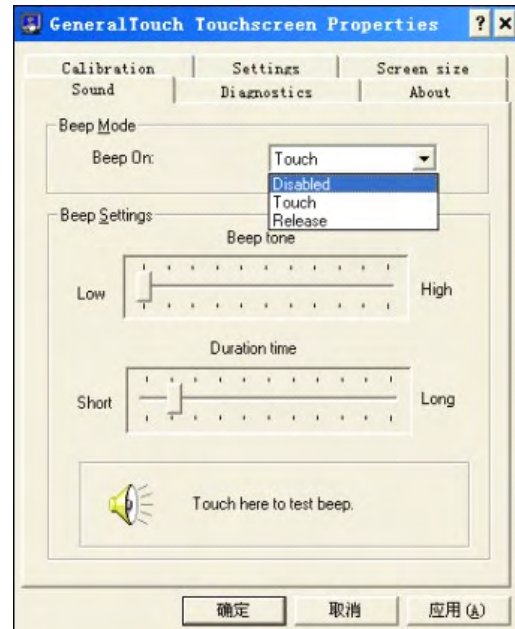 GeneralTouch Touchscreen Properties
Calibration Settings Screen size
Sound Diagnostics About
Beep Mode
Beep On: Touch
Disabled
Touch
Release
Beep Settings
Beep tone
Low High
Duration time
Short Long
Touch here to test beep.
确定 取消 应用(A)